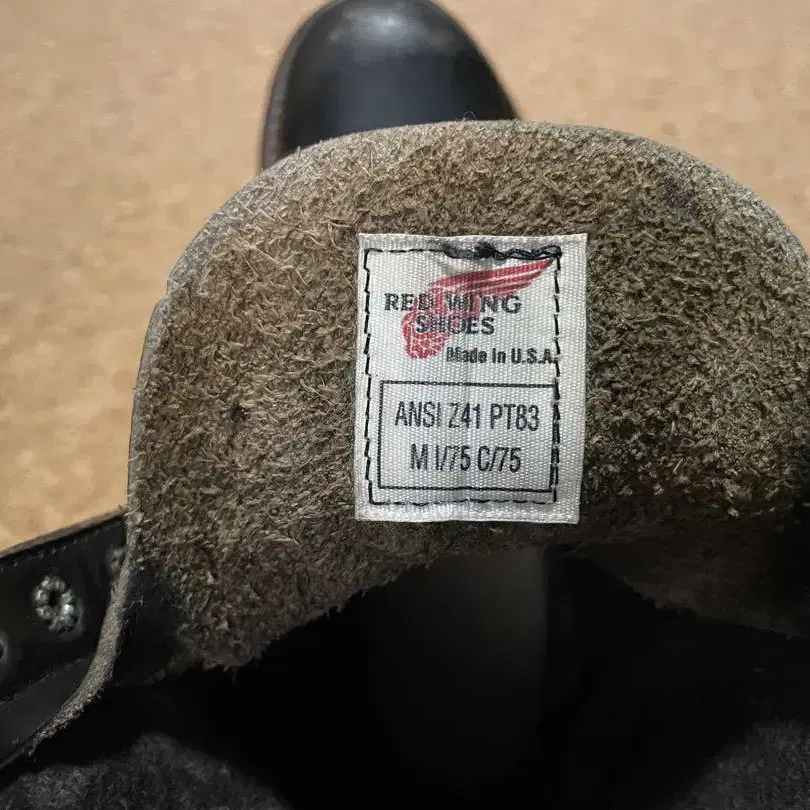 RED WING
SHOES
Made in U.S.A.
ANSI Z41 PT83
M I/75 C/75